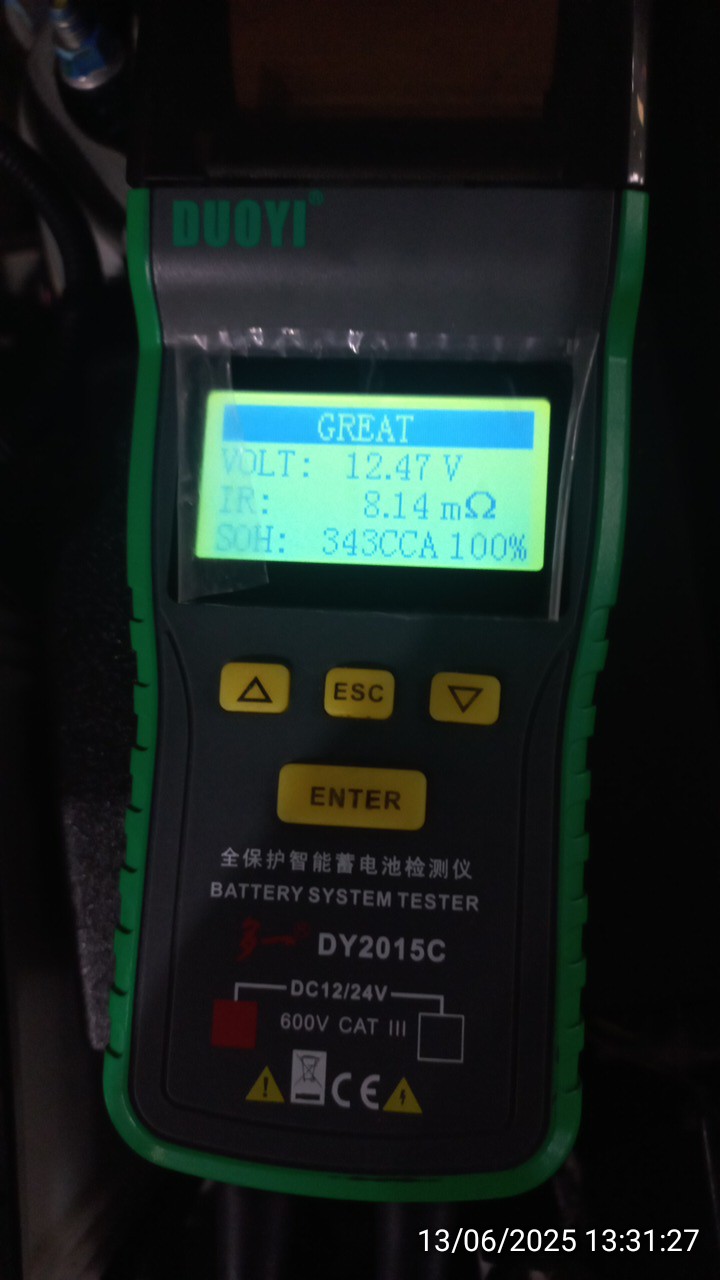 DUOYI®
GREAT
VOLT: 12.47 V
IR: 8.14 mΩ
SOH: 343CCA 100%
ESC
ENTER
全保护智能蓄电池检测仪
BATTERY SYSTEM TESTER
多一® DY2015C
DC12/24V
600V CAT III
CE
13/06/2025 13:31:27